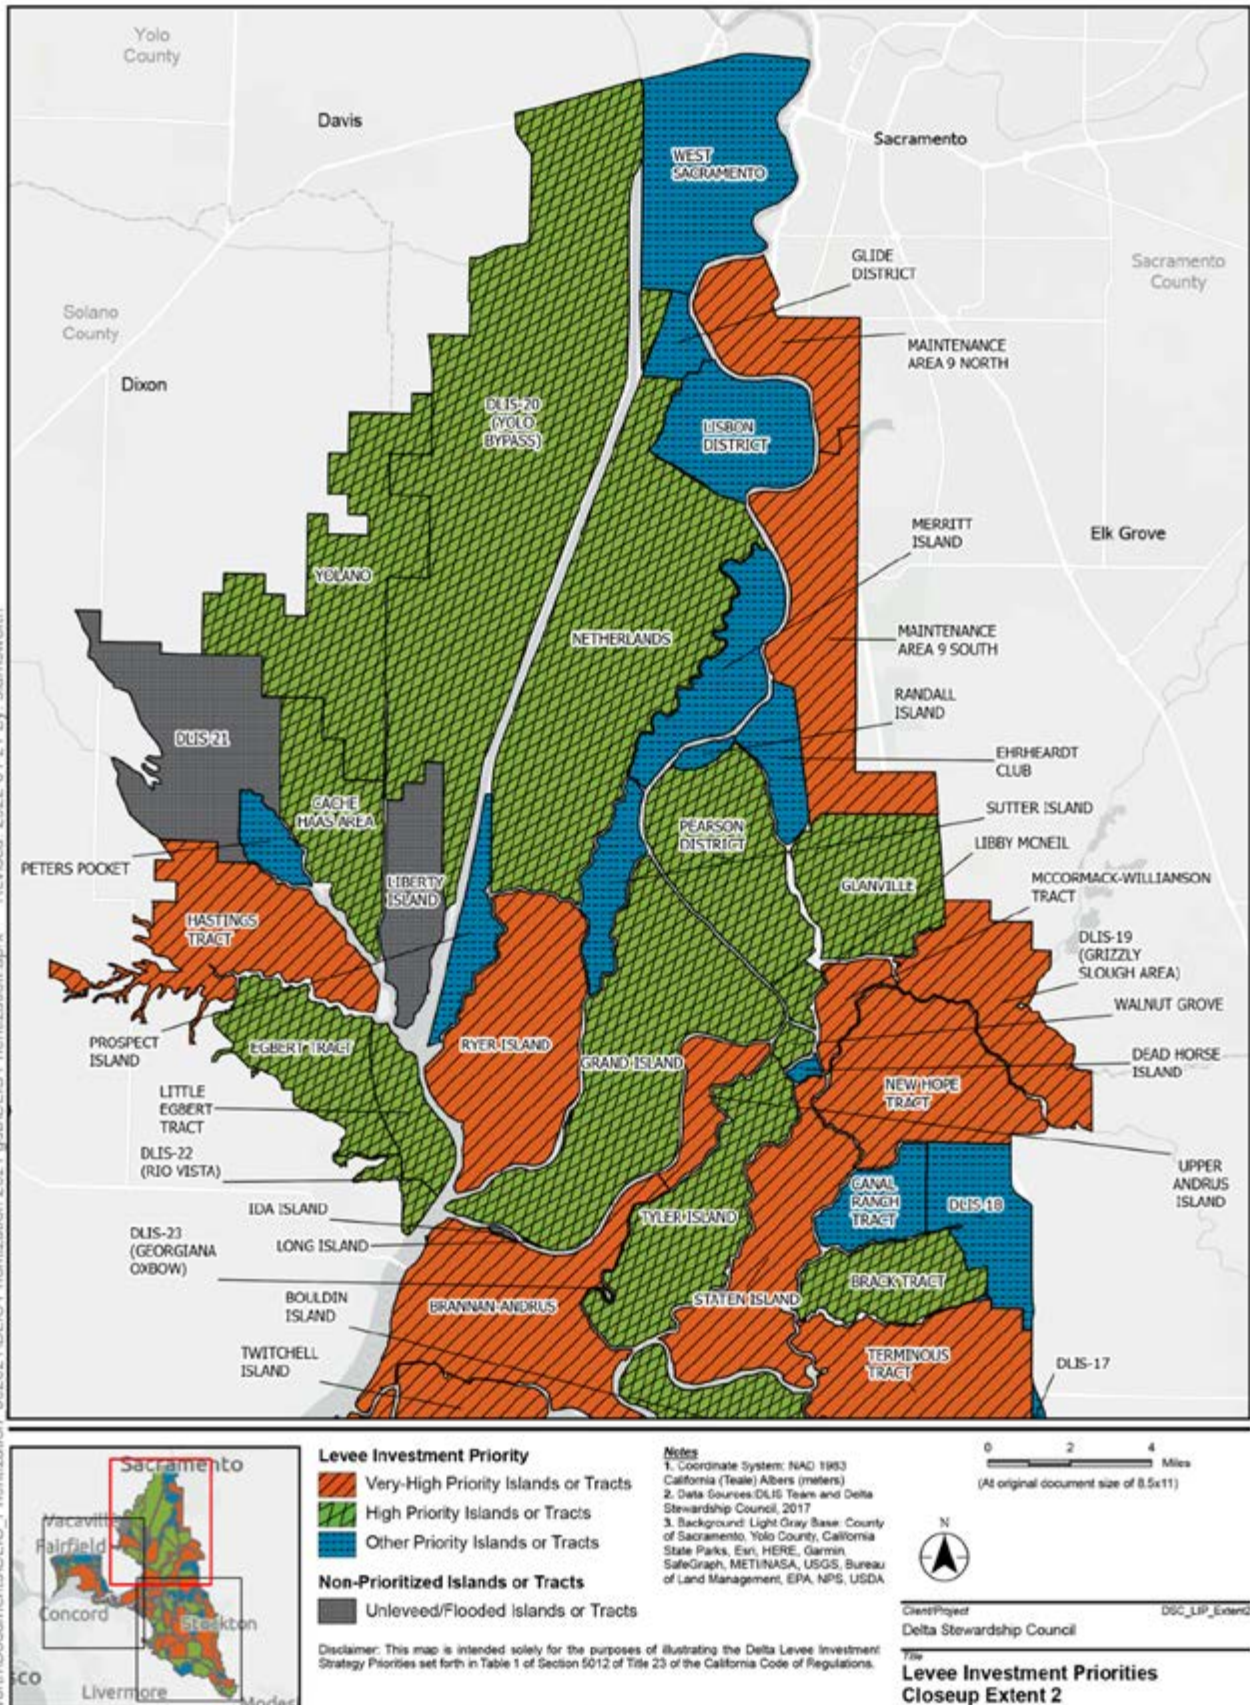 Yolo
County
Davis
Sacramento
WEST
SACRAMENTO
GLIDE
DISTRICT
Sacramento
County
Solano
County
MAINTENANCE
AREA 9 NORTH
Dixon
DLIS-20
(YOLO
BYPASS)
LISBON
DISTRICT
MERRITT
ISLAND
Elk Grove
YOLANO
NETHERLANDS
MAINTENANCE
AREA 9 SOUTH
RANDALL
ISLAND
DLIS-21
EHRHEARDT
CLUB
CACHE
HAAS AREA
SUTTER ISLAND
PEARSON
DISTRICT
LIBBY MCNEIL
PETERS POCKET
LIBERTY
ISLAND
GLANVILLE
MCCORMACK-WILLIAMSON
TRACT
HASTINGS
TRACT
DLIS-19
(GRIZZLY
SLOUGH AREA)
WALNUT GROVE
PROSPECT
ISLAND
EGBERT TRACT
RYER ISLAND
GRAND ISLAND
DEAD HORSE
ISLAND
NEW HOPE
TRACT
LITTLE
EGBERT
TRACT
DLIS-22
(RIO VISTA)
UPPER
ANDRUS
ISLAND
CANAL
RANCH
TRACT
DLIS-18
IDA ISLAND
TYLER ISLAND
DLIS-23
(GEORGIANA
OXBOW)
LONG ISLAND
BRACK TRACT
BOULDIN
ISLAND
BRANNAN-ANDRUS
STATEN ISLAND
TWITCHELL
ISLAND
TERMINOUS
TRACT
DLIS-17
Sacramento
Vacaville
Fairfield
Concord
Stockton
Livermore
Levee Investment Priority
Very-High Priority Islands or Tracts
High Priority Islands or Tracts
Other Priority Islands or Tracts
Non-Prioritized Islands or Tracts
Unleveed/Flooded Islands or Tracts
Disclaimer: This map is intended solely for the purposes of illustrating the Delta Levee Investment
Strategy Priorities set forth in Table 1 of Section 5012 of Title 23 of the California Code of Regulations.
Notes
1. Coordinate System: NAD 1983
California (Teale) Albers (meters)
2. Data Sources:DLIS Team and Delta
Stewardship Council, 2017
3. Background: Light Gray Base: County
of Sacramento, Yolo County, California
State Parks, Esri, HERE, Garmin,
SafeGraph, METI/NASA, USGS, Bureau
of Land Management, EPA, NPS, USDA
0 2 4
Miles
(At original document size of 8.5x11)
N
Client/Project
DSC_LIP_Extent2
Delta Stewardship Council
Title
Levee Investment Priorities
Closeup Extent 2